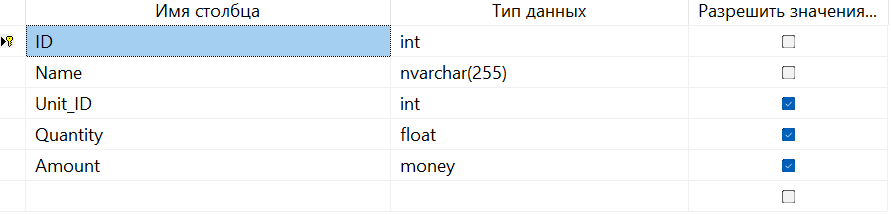 Имя столбца Тип данных Разрешить значения...
ID int
Name nvarchar(255)
Unit_ID int
Quantity float
Amount money